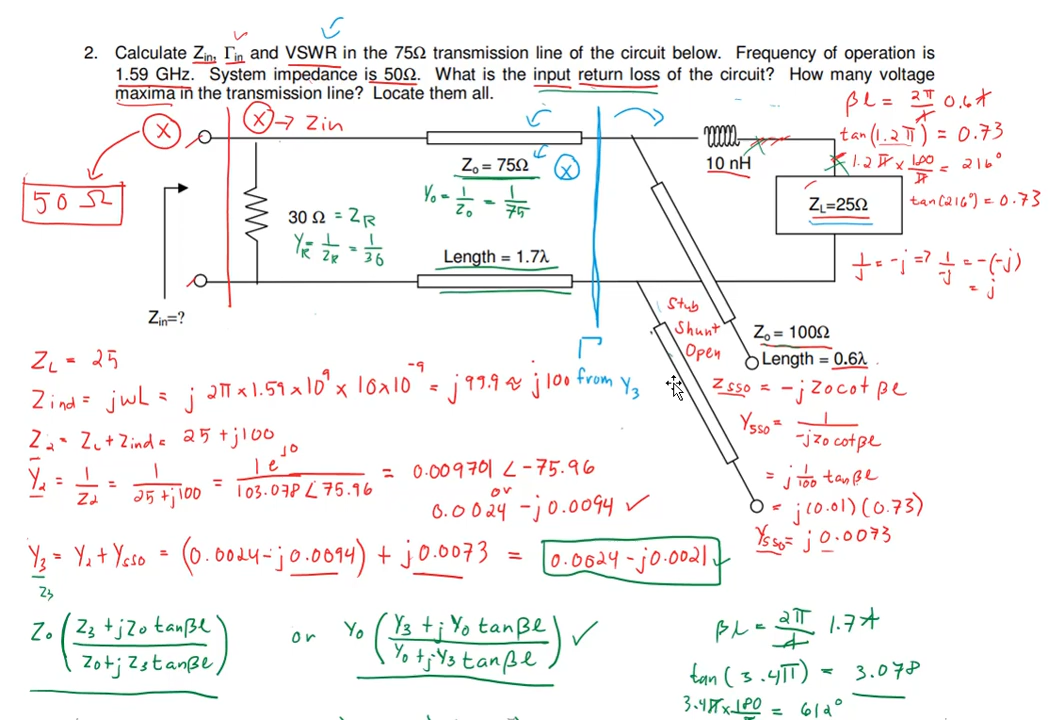 2. Calculate Zin, Γin and VSWR in the 75Ω transmission line of the circuit below. Frequency of operation is
1.59 GHz. System impedance is 50Ω. What is the input return loss of the circuit? How many voltage
maxima in the transmission line? Locate them all.
βl = 2π/λ 0.6λ
tan(1.2π) = 0.73
1.2π × 180/π = 216°
tan(216°) = 0.73
X
X → Zin
50 Ω
Zo = 75Ω
X
Yo = 1/Zo = 1/75
10 nH
ZL=25Ω
30 Ω = ZR
YR = 1/ZR = 1/30
Length = 1.7λ
1/j = -j => 1/-j = -(-j)
= j
Zin=?
Stub
Shunt
Open
Zo = 100Ω
Length = 0.6λ
Γ
from Y3
ZL = 25
Zind = jωL = j 2π×1.59×10^9 × 10×10^-9 = j99.9 ≈ j100
Z2 = ZL + Zind = 25 + j100
Y2 = 1/Z2 = 1/(25+j100) = 1e^j0/(103.078∠75.96) = 0.009701 ∠-75.96
or
0.0024 - j0.0094 ✓
Zsso = -jZo cot βl
Ysso = 1/(-jZo cot βl)
= j 1/100 tan βl
= j(0.01)(0.73)
Ysso = j0.0073
Y3 = Y2 + Ysso = (0.0024 - j0.0094) + j0.0073 = 0.0024 - j0.0021 ✓
Z3
Zo (Z3 + jZo tanβl / Zo + jZ3 tanβl) or Yo (Y3 + jYo tanβl / Yo + jY3 tanβl) ✓
βl = 2π/λ 1.7λ
tan(3.4π) = 3.078
3.4π × 180/π = 612°